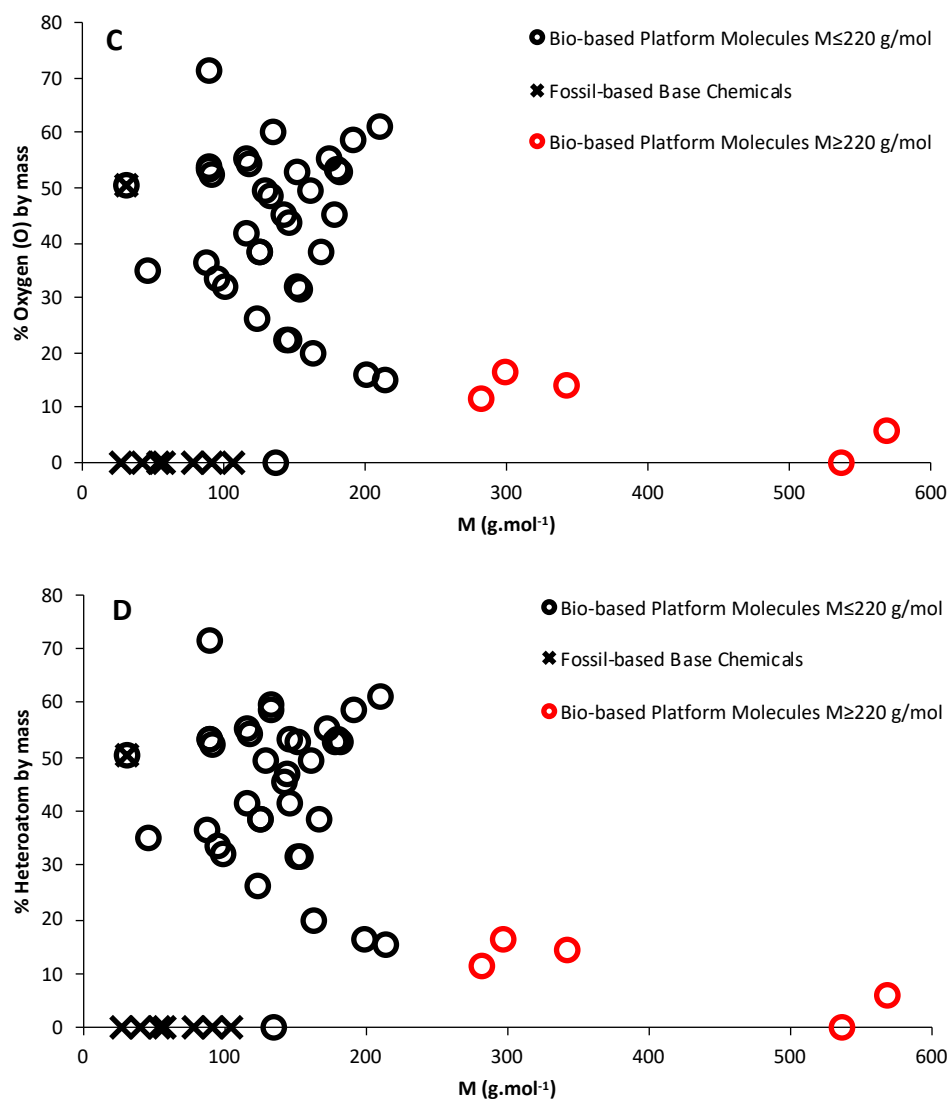 C
% Oxygen (O) by mass
80
70
60
50
40
30
20
10
0
Bio-based Platform Molecules M≤220 g/mol
Fossil-based Base Chemicals
Bio-based Platform Molecules M≥220 g/mol
0 100 200 300 400 500 600
M (g.mol⁻¹)
D
% Heteroatom by mass
80
70
60
50
40
30
20
10
0
Bio-based Platform Molecules M≤220 g/mol
Fossil-based Base Chemicals
Bio-based Platform Molecules M≥220 g/mol
0 100 200 300 400 500 600
M (g.mol⁻¹)